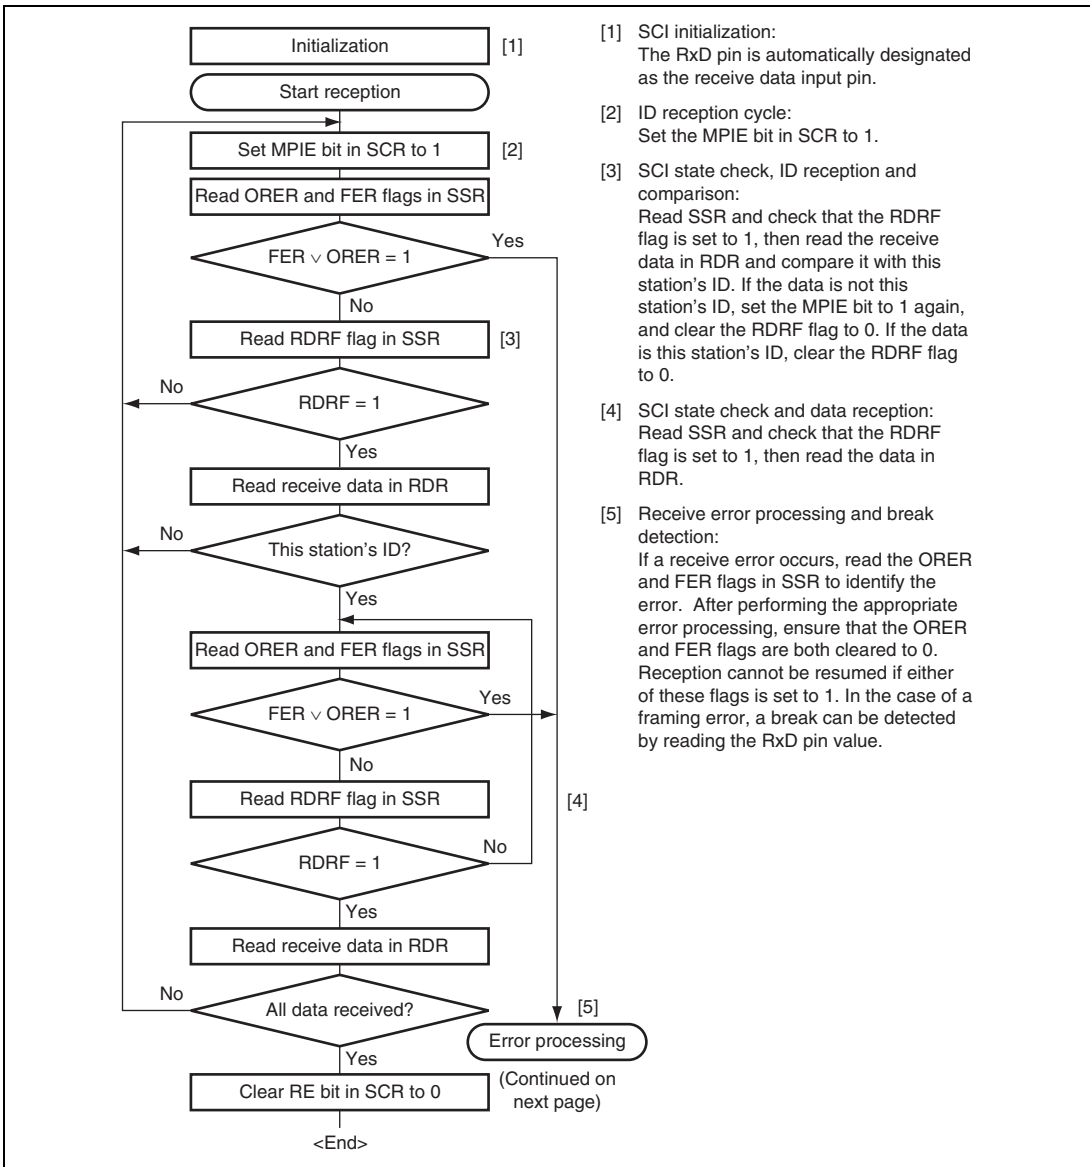 Initialization [1]
Start reception
Set MPIE bit in SCR to 1 [2]
Read ORER and FER flags in SSR
FER ∨ ORER = 1
Yes
No
Read RDRF flag in SSR [3]
No
RDRF = 1
Yes
Read receive data in RDR
No
This station's ID?
Yes
Read ORER and FER flags in SSR
FER ∨ ORER = 1
Yes
No
Read RDRF flag in SSR
[4]
RDRF = 1
No
Yes
Read receive data in RDR
No
All data received?
[5]
Error processing
Yes
(Continued on
next page)
Clear RE bit in SCR to 0
<End>
[1] SCI initialization:
The RxD pin is automatically designated
as the receive data input pin.
[2] ID reception cycle:
Set the MPIE bit in SCR to 1.
[3] SCI state check, ID reception and
comparison:
Read SSR and check that the RDRF
flag is set to 1, then read the receive
data in RDR and compare it with this
station's ID. If the data is not this
station's ID, set the MPIE bit to 1 again,
and clear the RDRF flag to 0. If the data
is this station's ID, clear the RDRF flag
to 0.
[4] SCI state check and data reception:
Read SSR and check that the RDRF
flag is set to 1, then read the data in
RDR.
[5] Receive error processing and break
detection:
If a receive error occurs, read the ORER
and FER flags in SSR to identify the
error. After performing the appropriate
error processing, ensure that the ORER
and FER flags are both cleared to 0.
Reception cannot be resumed if either
of these flags is set to 1. In the case of a
framing error, a break can be detected
by reading the RxD pin value.